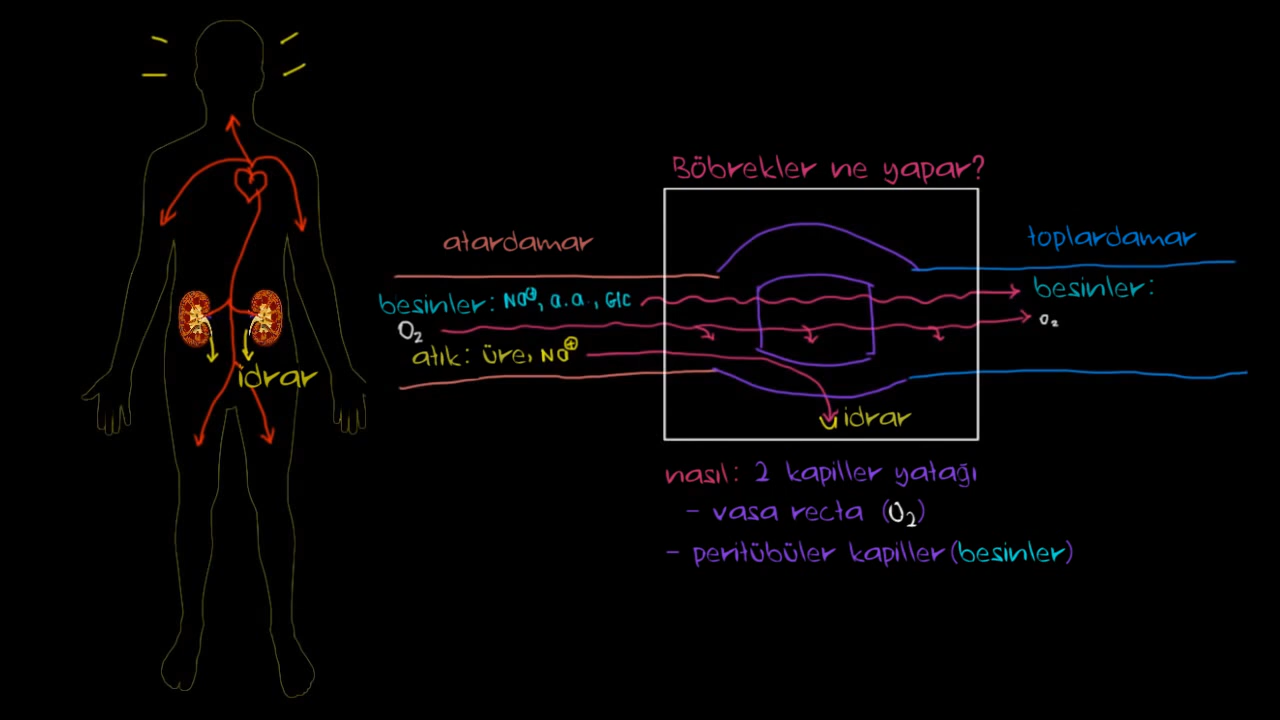 Böbrekler ne yapar?
atardamar
toplardamar
besinler: Na⊕, a.a., Glc
besinler:
O₂
O₂
atık: üre, Na⊕
idrar
idrar
nasıl: 2 kapiller yatağı
- vasa recta (O₂)
- peritübüler kapiller (besinler)